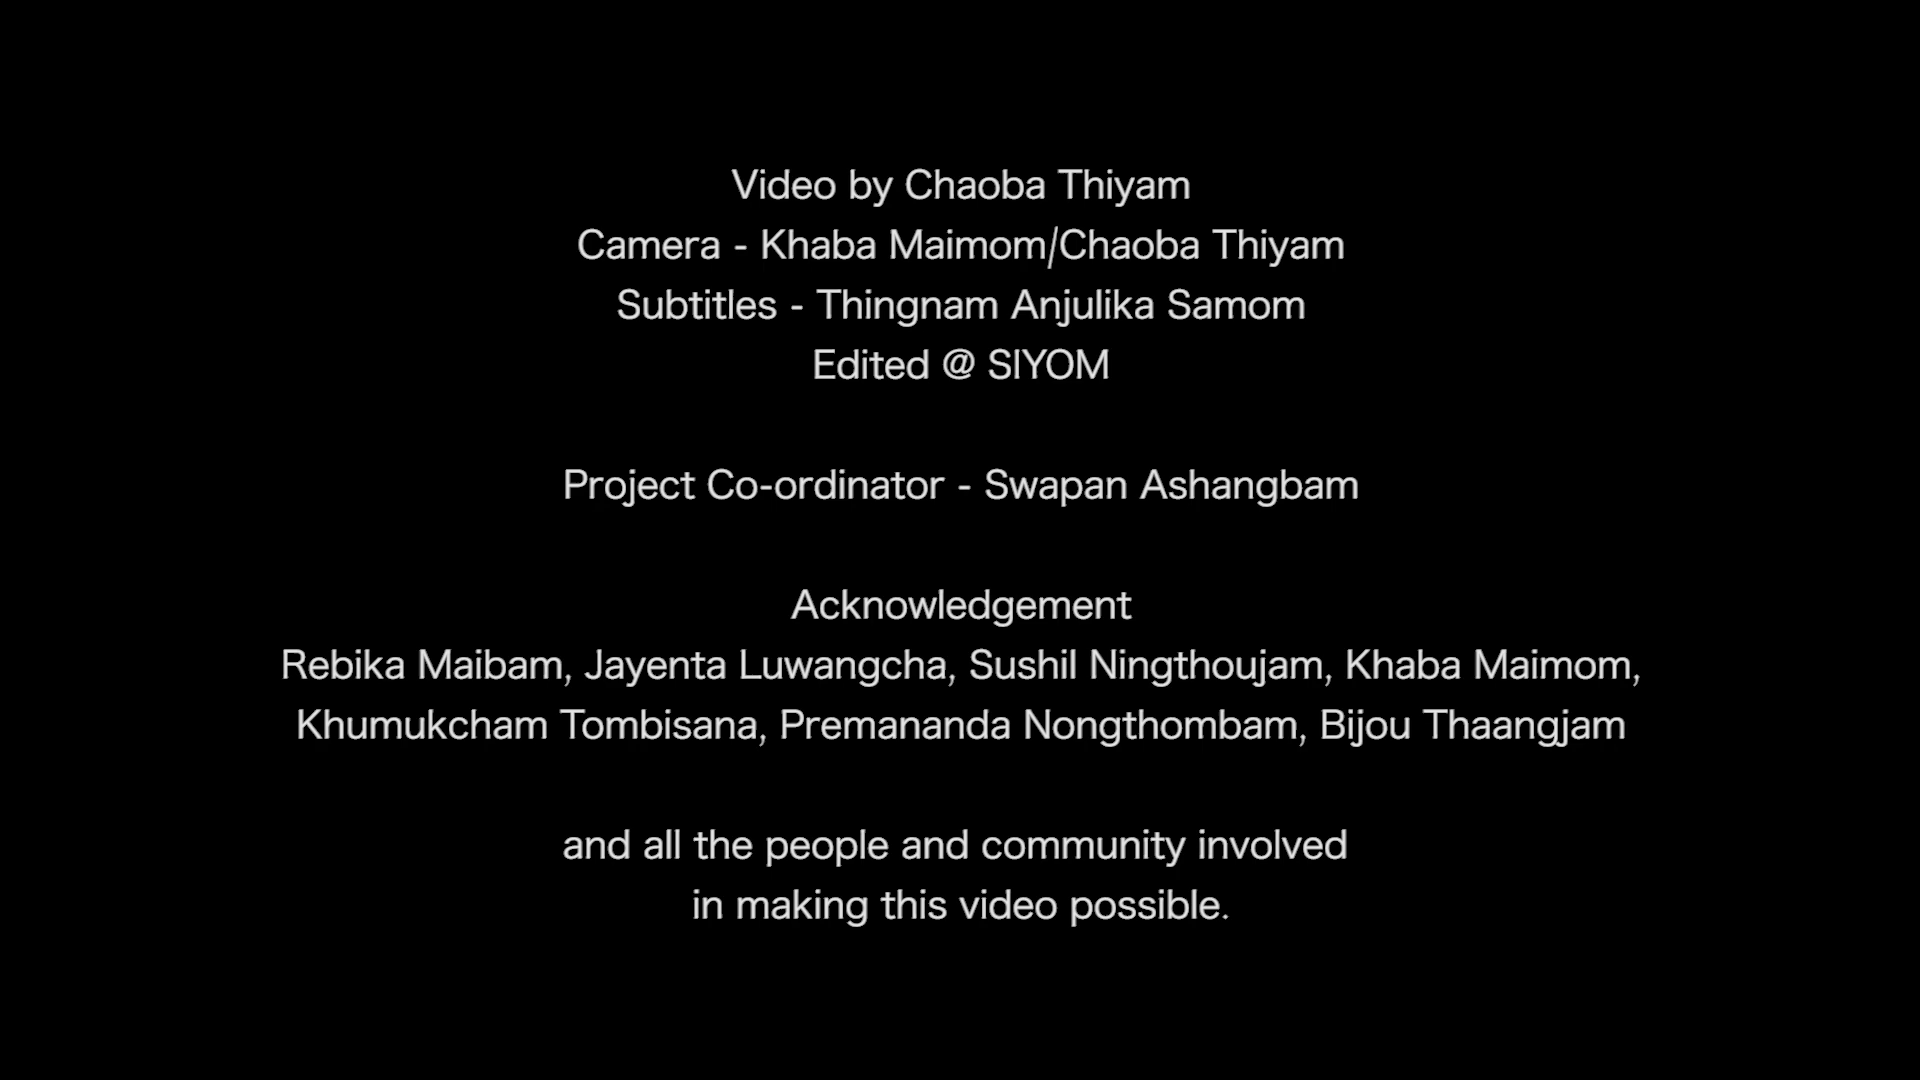 Video by Chaoba Thiyam
Camera - Khaba Maimom/Chaoba Thiyam
Subtitles - Thingnam Anjulika Samom
Edited @ SIYOM
Project Co-ordinator - Swapan Ashangbam
Acknowledgement
Rebika Maibam, Jayenta Luwangcha, Sushil Ningthoujam, Khaba Maimom,
Khumukcham Tombisana, Premananda Nongthombam, Bijou Thaangjam
and all the people and community involved
in making this video possible.